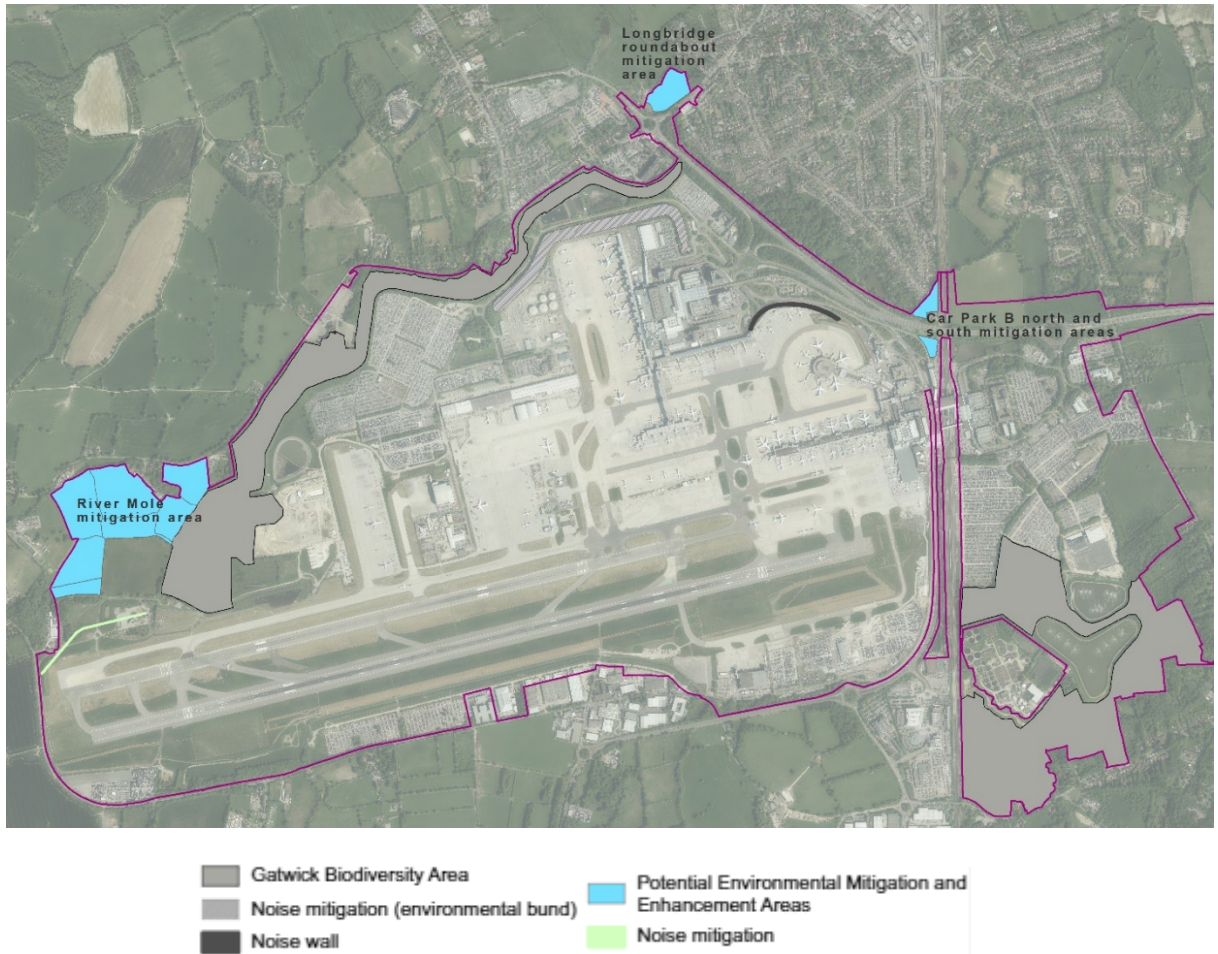 Longbridge
roundabout
mitigation
area
Car Park B north and
south mitigation areas
River Mole
mitigation area
Gatwick Biodiversity Area
Noise mitigation (environmental bund)
Noise wall
Potential Environmental Mitigation and
Enhancement Areas
Noise mitigation